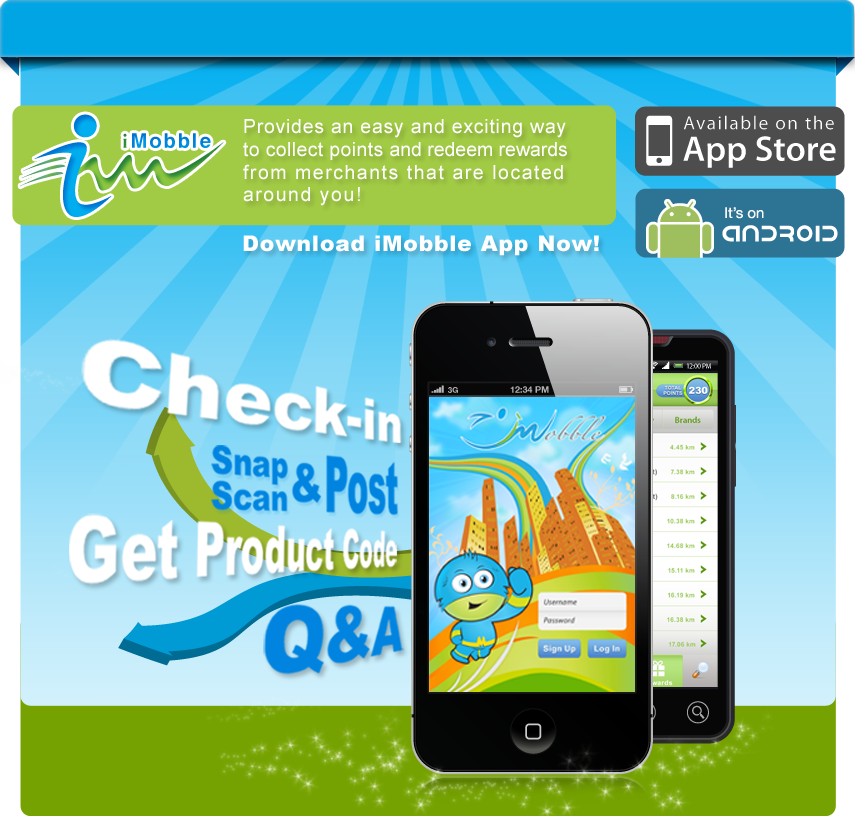 iMobble
Provides an easy and exciting way
to collect points and redeem rewards
from merchants that are located
around you!
Download iMobble App Now!
Available on the
App Store
It's on
ANDROID
Check-in
Snap
Scan
& Post
Get Product Code
Q&A
3G
12:34 PM
iMobble
Username
Password
Sign Up
Log In
12:00 PM
TOTAL
POINTS
230
Brands
4.45 km
7.38 km
8.16 km
10.38 km
14.68 km
15.11 km
16.19 km
16.38 km
17.06 km
wards